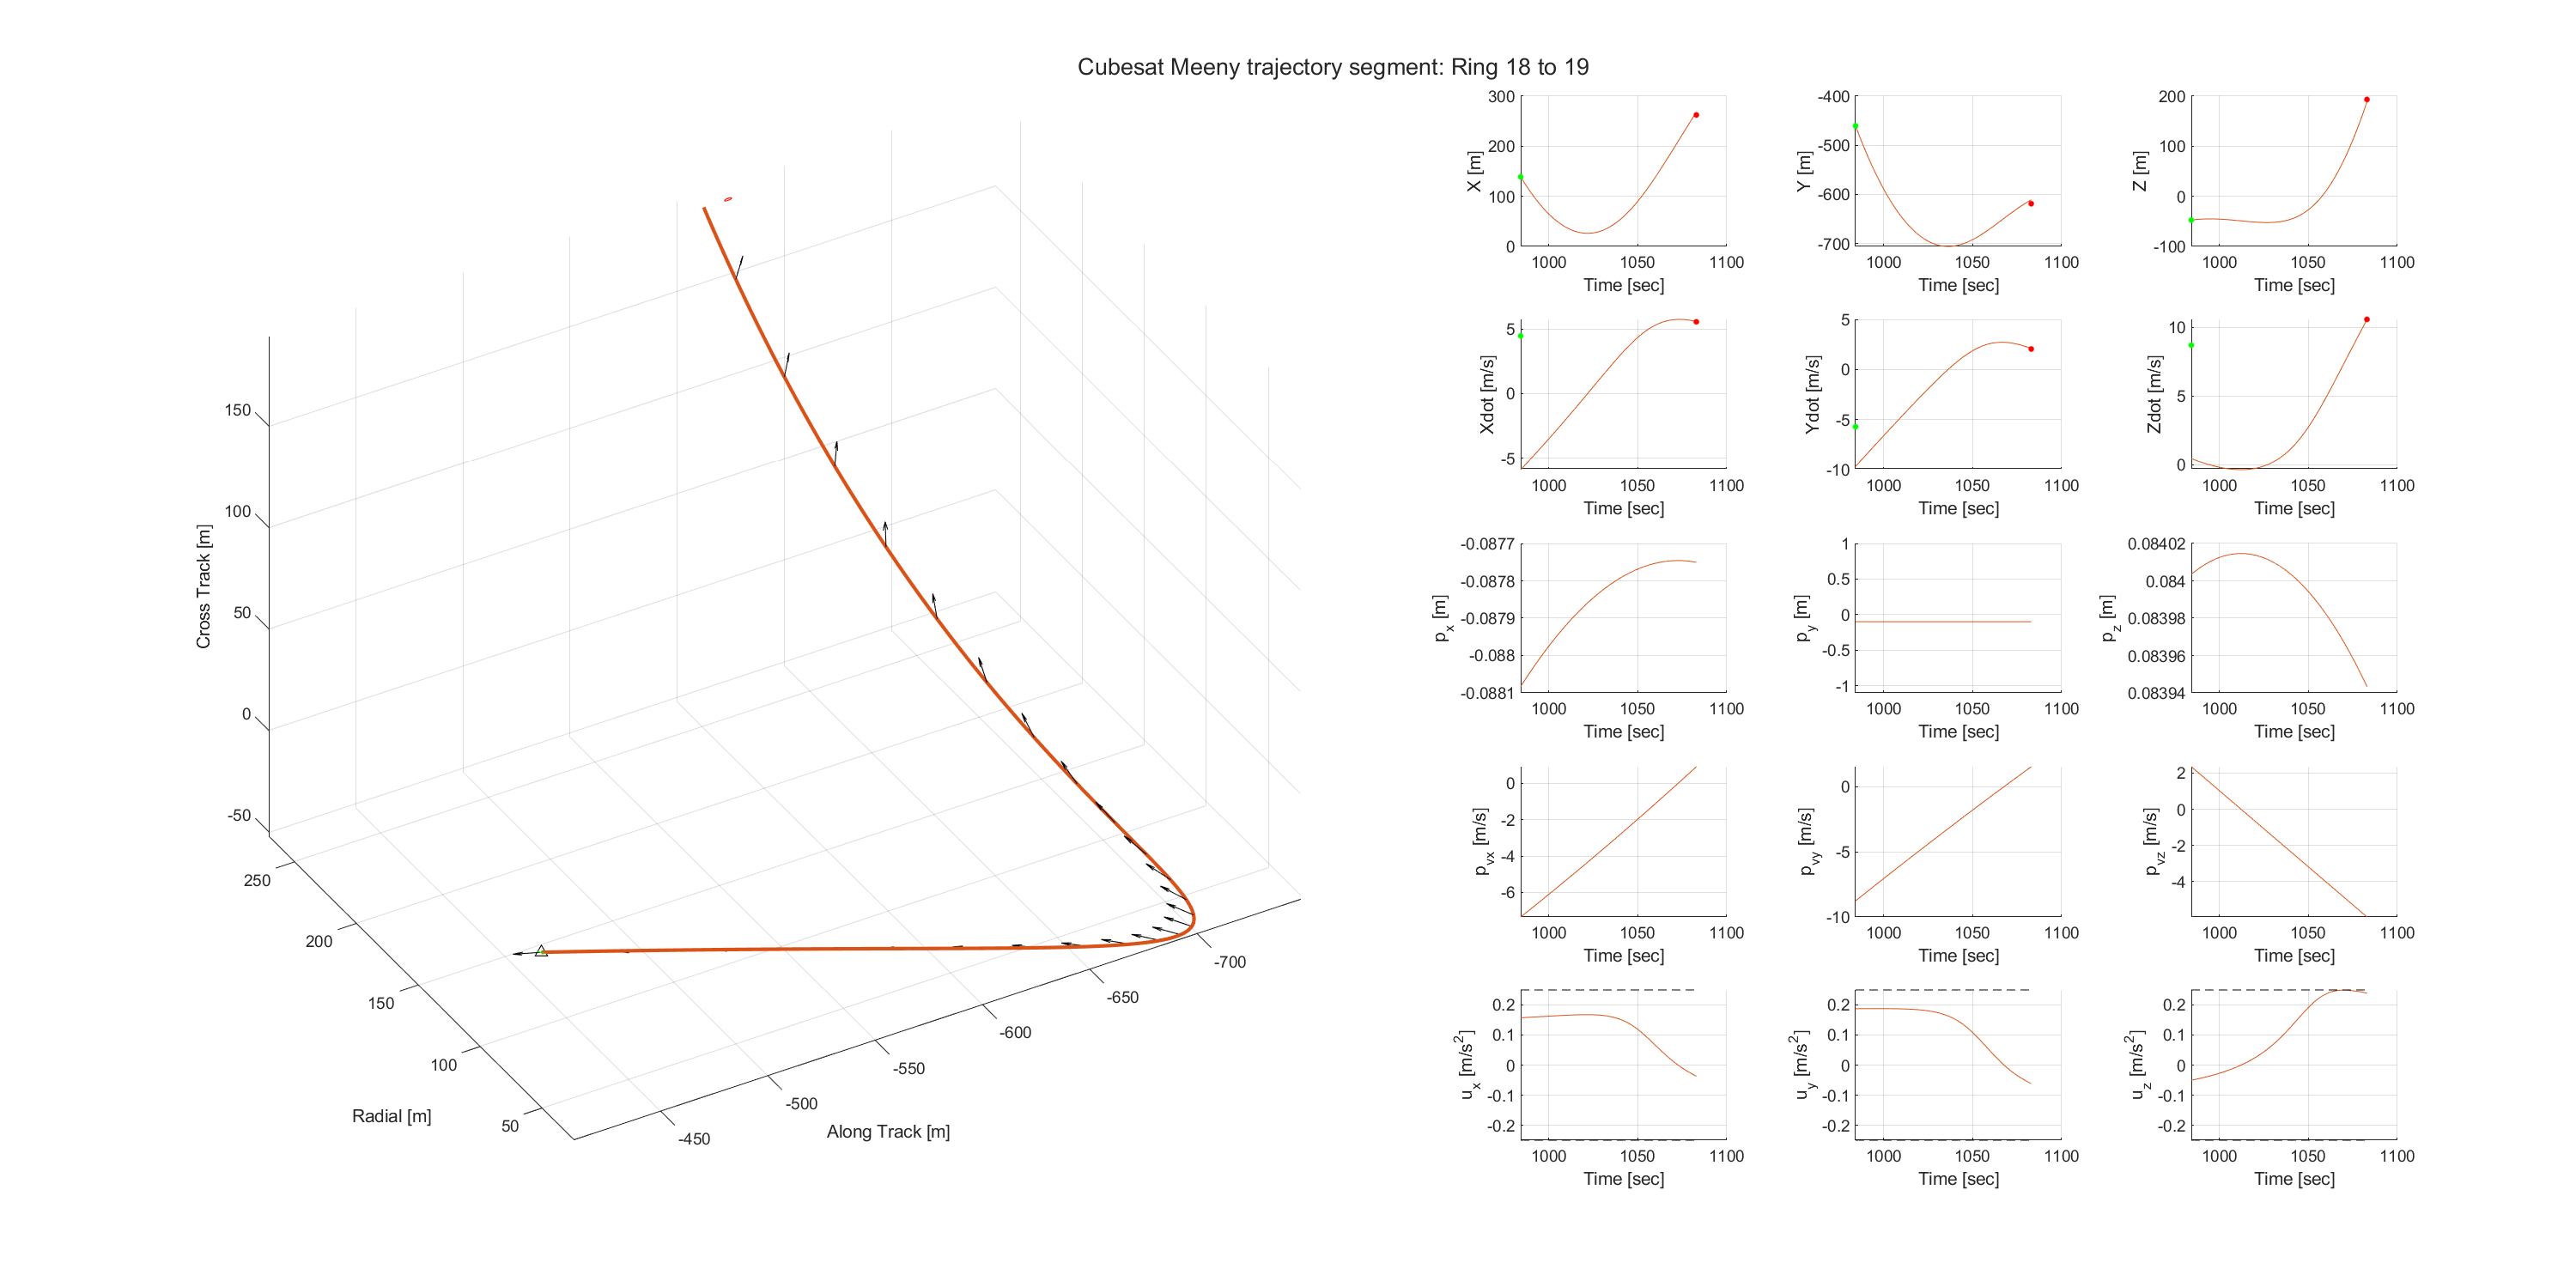 Cubesat Meeny trajectory segment: Ring 18 to 19
Cross Track [m]
150
100
50
0
-50
250
200
150
100
50
Radial [m]
-450
-500
-550
-600
-650
-700
Along Track [m]
X [m]
300
200
100
0
1000 1050 1100
Time [sec]
Y [m]
-400
-500
-600
-700
1000 1050 1100
Time [sec]
Z [m]
200
100
0
-100
1000 1050 1100
Time [sec]
Xdot [m/s]
5
0
-5
1000 1050 1100
Time [sec]
Ydot [m/s]
5
0
-5
-10
1000 1050 1100
Time [sec]
Zdot [m/s]
10
5
0
1000 1050 1100
Time [sec]
p_x [m]
-0.0877
-0.0878
-0.0879
-0.088
-0.0881
1000 1050 1100
Time [sec]
p_y [m]
1
0.5
0
-0.5
-1
1000 1050 1100
Time [sec]
p_z [m]
0.08402
0.084
0.08398
0.08396
0.08394
1000 1050 1100
Time [sec]
p_vx [m/s]
0
-2
-4
-6
1000 1050 1100
Time [sec]
p_vy [m/s]
0
-5
-10
1000 1050 1100
Time [sec]
p_vz [m/s]
2
0
-2
-4
1000 1050 1100
Time [sec]
u_x [m/s^2]
0.2
0.1
0
-0.1
-0.2
1000 1050 1100
Time [sec]
u_y [m/s^2]
0.2
0.1
0
-0.1
-0.2
1000 1050 1100
Time [sec]
u_z [m/s^2]
0.2
0.1
0
-0.1
-0.2
1000 1050 1100
Time [sec]